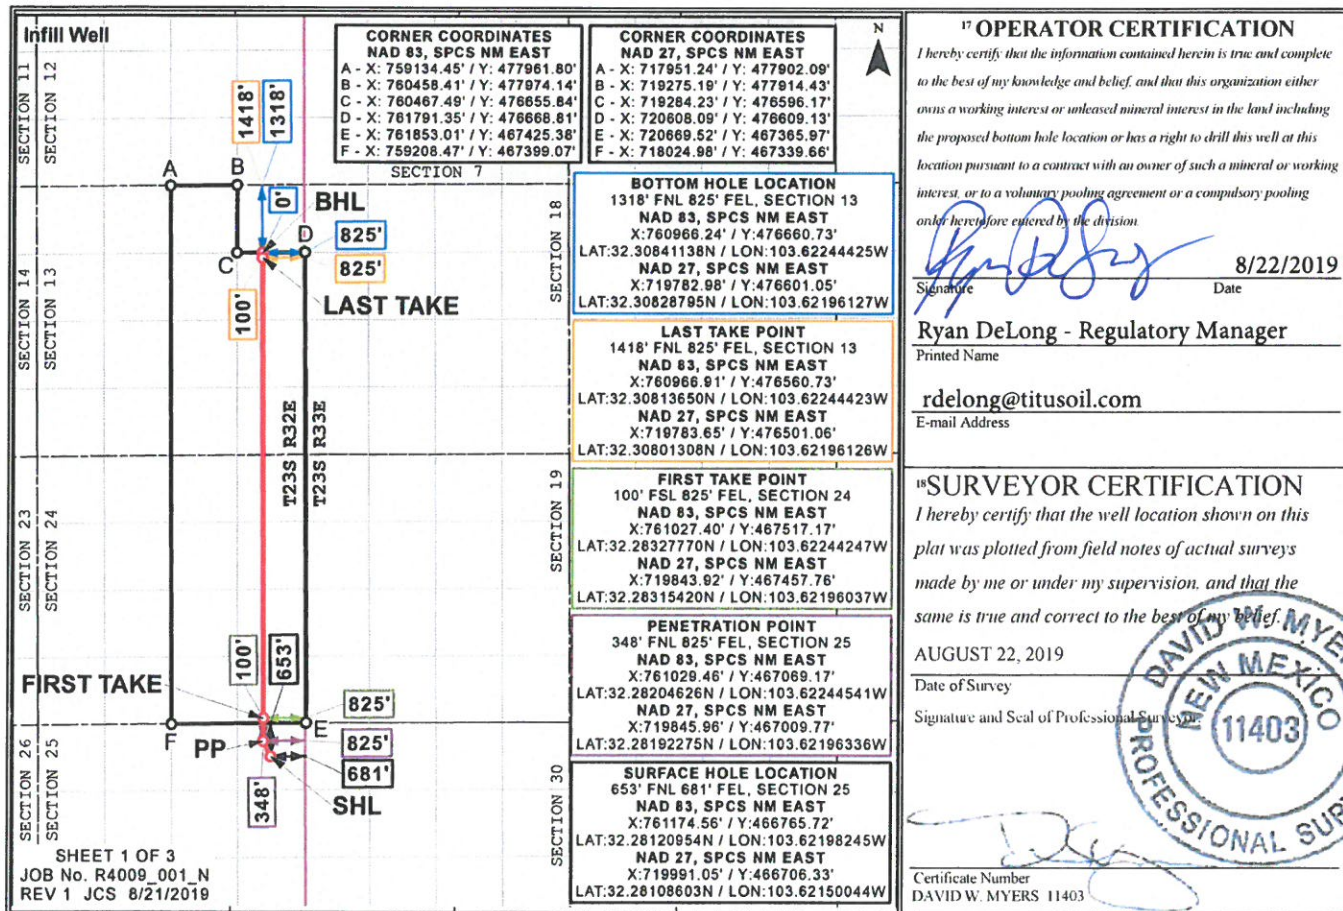 Infill Well
CORNER COORDINATES
NAD 83, SPCS NM EAST
A - X: 759134.45' / Y: 477961.80'
B - X: 760458.41' / Y: 477974.14'
C - X: 760467.49' / Y: 476655.84'
D - X: 761791.35' / Y: 476668.81'
E - X: 761853.01' / Y: 467425.38'
F - X: 759208.47' / Y: 467399.07'
CORNER COORDINATES
NAD 27, SPCS NM EAST
A - X: 717951.24' / Y: 477902.09'
B - X: 719275.19' / Y: 477914.43'
C - X: 719284.23' / Y: 476596.17'
D - X: 720608.09' / Y: 476609.13'
E - X: 720669.52' / Y: 467365.97'
F - X: 718024.98' / Y: 467339.66'
N
SECTION 11
SECTION 12
1418'
1318'
SECTION 7
A
B
0'
BHL
D
825'
C
825'
100'
LAST TAKE
SECTION 14
SECTION 13
SECTION 18
T23S R32E
T23S R33E
SECTION 23
SECTION 24
SECTION 19
100'
653'
FIRST TAKE
825'
F
E
PP
825'
681'
348'
SHL
SECTION 26
SECTION 25
SECTION 30
SHEET 1 OF 3
JOB No. R4009_001_N
REV 1 JCS 8/21/2019
BOTTOM HOLE LOCATION
1318' FNL 825' FEL, SECTION 13
NAD 83, SPCS NM EAST
X:760966.24' / Y:476660.73'
LAT:32.30841138N / LON:103.62244425W
NAD 27, SPCS NM EAST
X:719782.98' / Y:476601.05'
LAT:32.30828795N / LON:103.62196127W
LAST TAKE POINT
1418' FNL 825' FEL, SECTION 13
NAD 83, SPCS NM EAST
X:760966.91' / Y:476560.73'
LAT:32.30813650N / LON:103.62244423W
NAD 27, SPCS NM EAST
X:719783.65' / Y:476501.06'
LAT:32.30801308N / LON:103.62196126W
FIRST TAKE POINT
100' FSL 825' FEL, SECTION 24
NAD 83, SPCS NM EAST
X:761027.40' / Y:467517.17'
LAT:32.28327770N / LON:103.62244247W
NAD 27, SPCS NM EAST
X:719843.92' / Y:467457.76'
LAT:32.28315420N / LON:103.62196037W
PENETRATION POINT
348' FNL 825' FEL, SECTION 25
NAD 83, SPCS NM EAST
X:761029.46' / Y:467069.17'
LAT:32.28204626N / LON:103.62244541W
NAD 27, SPCS NM EAST
X:719845.96' / Y:467009.77'
LAT:32.28192275N / LON:103.62196336W
SURFACE HOLE LOCATION
653' FNL 681' FEL, SECTION 25
NAD 83, SPCS NM EAST
X:761174.56' / Y:466765.72'
LAT:32.28120954N / LON:103.62198245W
NAD 27, SPCS NM EAST
X:719991.05' / Y:466706.33'
LAT:32.28108603N / LON:103.62150044W
17 OPERATOR CERTIFICATION
I hereby certify that the information contained herein is true and complete
to the best of my knowledge and belief, and that this organization either
owns a working interest or unleased mineral interest in the land including
the proposed bottom hole location or has a right to drill this well at this
location pursuant to a contract with an owner of such a mineral or working
interest, or to a voluntary pooling agreement or a compulsory pooling
order heretofore entered by the division.
8/22/2019
Signature Date
Ryan DeLong - Regulatory Manager
Printed Name
rdelong@titusoil.com
E-mail Address
18 SURVEYOR CERTIFICATION
I hereby certify that the well location shown on this
plat was plotted from field notes of actual surveys
made by me or under my supervision, and that the
same is true and correct to the best of my belief.
AUGUST 22, 2019
Date of Survey
Signature and Seal of Professional Surveyor:
DAVID W. MYE
NEW MEXICO
11403
PROFESSIONAL SUR
Certificate Number
DAVID W. MYERS 11403